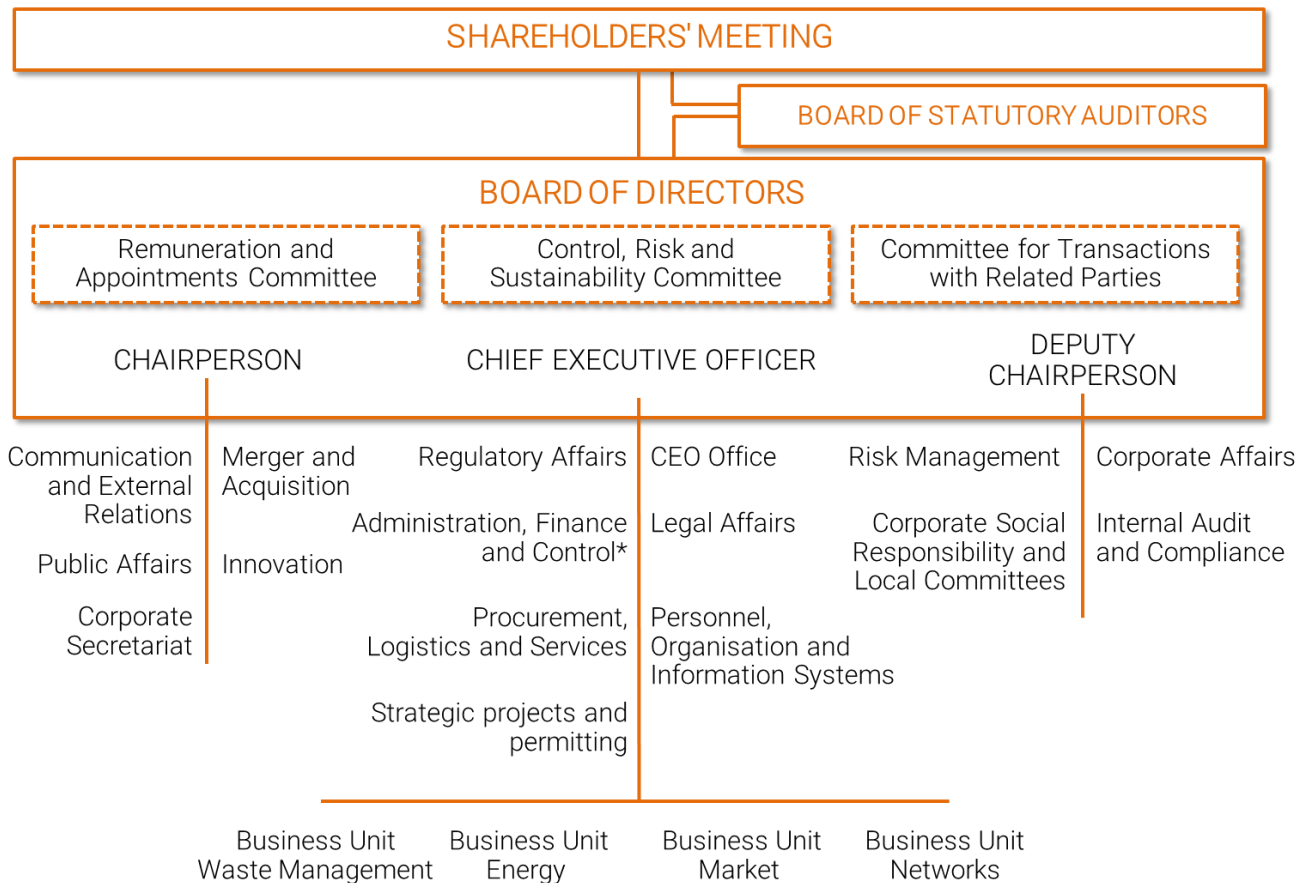 SHAREHOLDERS' MEETING
BOARD OF STATUTORY AUDITORS
BOARD OF DIRECTORS
Remuneration and
Appointments Committee
Control, Risk and
Sustainability Committee
Committee for Transactions
with Related Parties
CHAIRPERSON
CHIEF EXECUTIVE OFFICER
DEPUTY
CHAIRPERSON
Communication
and External
Relations
Merger and
Acquisition
Public Affairs
Innovation
Corporate
Secretariat
Regulatory Affairs
CEO Office
Administration, Finance
and Control*
Legal Affairs
Procurement,
Logistics and Services
Personnel,
Organisation and
Information Systems
Strategic projects and
permitting
Risk Management
Corporate Affairs
Corporate Social
Responsibility and
Local Committees
Internal Audit
and Compliance
Business Unit
Waste Management
Business Unit
Energy
Business Unit
Market
Business Unit
Networks